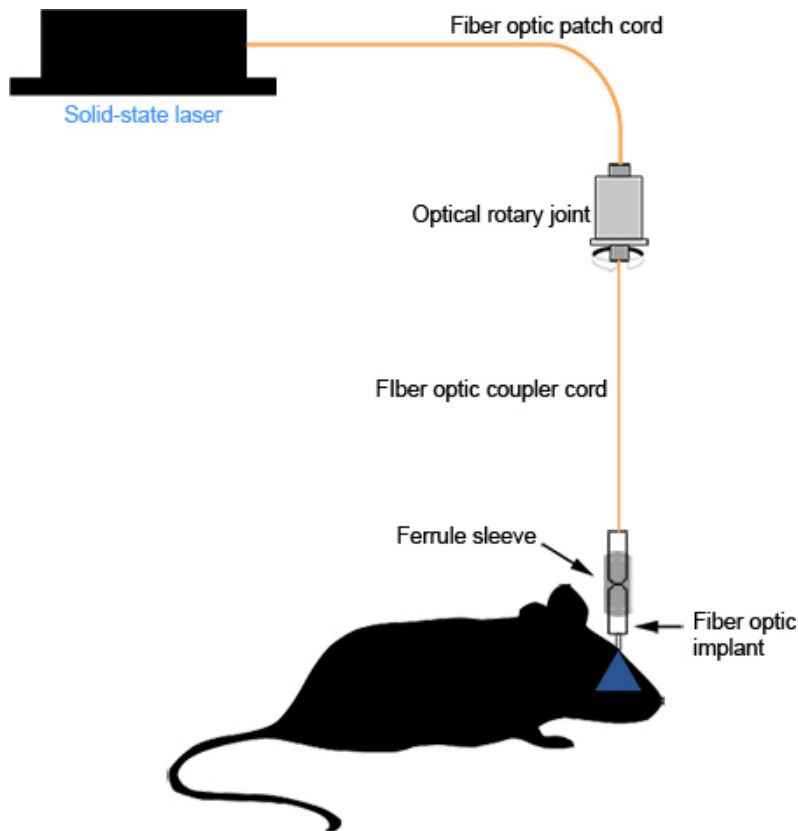 Fiber optic patch cord
Solid-state laser
Optical rotary joint
FIber optic coupler cord
Ferrule sleeve
Fiber optic
implant